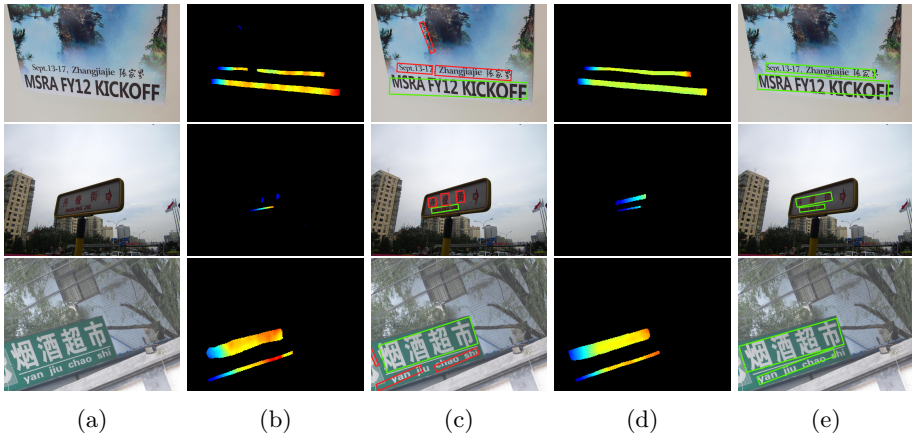 Sept.13-17, Zhangjiajie 张家界
MSRA FY12 KICKOFF
Sept.13-17, Zhangjiajie 张家界
MSRA FY12 KICKOFF
Sept.13-17, Zhangjiajie 张家界
MSRA FY12 KICKOFF
烟酒超市
yan jiu chao shi
烟酒超市
yan jiu chao shi
烟酒超市
yan jiu chao shi
(a) (b) (c) (d) (e)